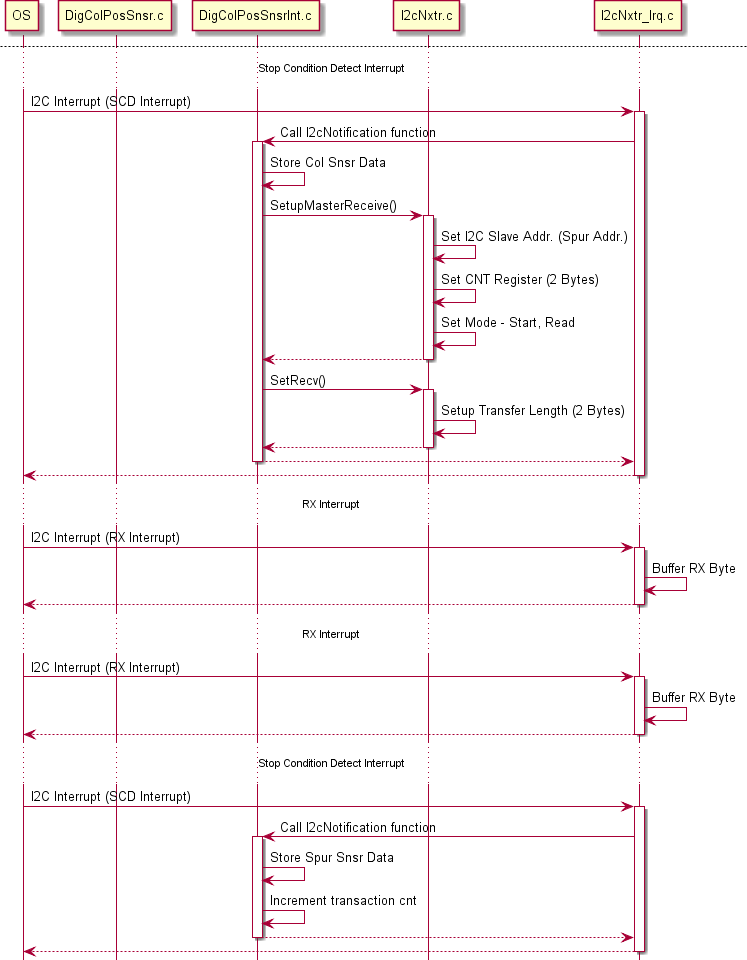 OS
DigColPosSnsr.c
DigColPosSnsrInt.c
I2cNxtr.c
I2cNxtr_Irq.c
Stop Condition Detect Interrupt
I2C Interrupt (SCD Interrupt)
Call I2cNotification function
Store Col Snsr Data
SetupMasterReceive()
Set I2C Slave Addr. (Spur Addr.)
Set CNT Register (2 Bytes)
Set Mode - Start, Read
SetRecv()
Setup Transfer Length (2 Bytes)
RX Interrupt
I2C Interrupt (RX Interrupt)
Buffer RX Byte
RX Interrupt
I2C Interrupt (RX Interrupt)
Buffer RX Byte
Stop Condition Detect Interrupt
I2C Interrupt (SCD Interrupt)
Call I2cNotification function
Store Spur Snsr Data
Increment transaction cnt